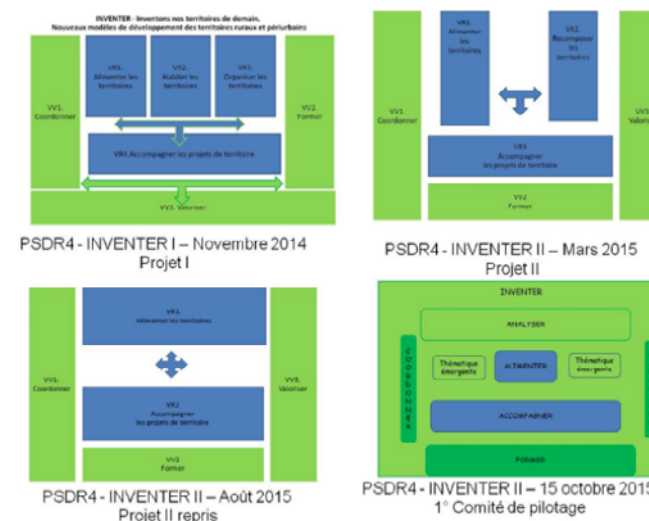 INVENTER - Inventons nos territoires de demain.
Nouveaux modèles de développement des territoires ruraux et périurbains
VV1.
Coordonner
VR1.
Alimenter les
territoires
VR2.
Habiter les
territoires
VR3.
Organiser les
territoires
VV2.
Former
VR4. Accompagner les projets de territoire
VV3. Valoriser
PSDR4 - INVENTER I – Novembre 2014
Projet I
VV1.
Coordonner
VR1.
Alimenter
les
territoires
VR2.
Recomposer
les
territoires
VV3
Valori
VR3
Accompagner
les projets de territoire
VV2
Former
PSDR4 - INVENTER II – Mars 2015
Projet II
VV1.
Coordonner
VR1.
Alimenter les territoires
VV3.
Valoriser
VR2
Accompagner
les projets de territoire
VV2
Former
PSDR4 - INVENTER II – Août 2015
Projet II repris
INVENTER
ANALYSER
COORDONNER
Thématique
émergente
ALIMENTER
Thématique
émergente
ACCOMPAGNER
FORMER
PSDR4 - INVENTER II – 15 octobre 2015
1° Comité de pilotage